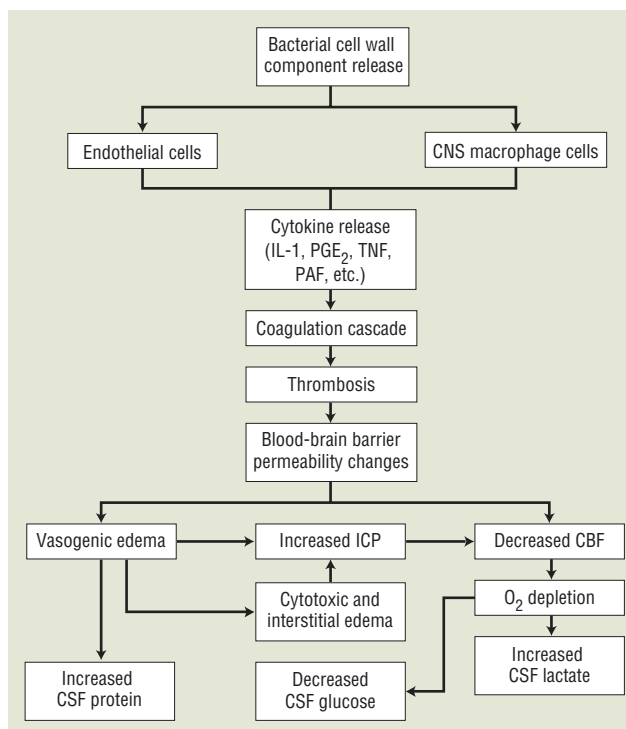 Bacterial cell wall
component release
Endothelial cells
CNS macrophage cells
Cytokine release
(IL-1, PGE₂, TNF,
PAF, etc.)
Coagulation cascade
Thrombosis
Blood-brain barrier
permeability changes
Vasogenic edema
Increased ICP
Decreased CBF
Cytotoxic and
interstitial edema
O₂ depletion
Increased
CSF protein
Decreased
CSF glucose
Increased
CSF lactate